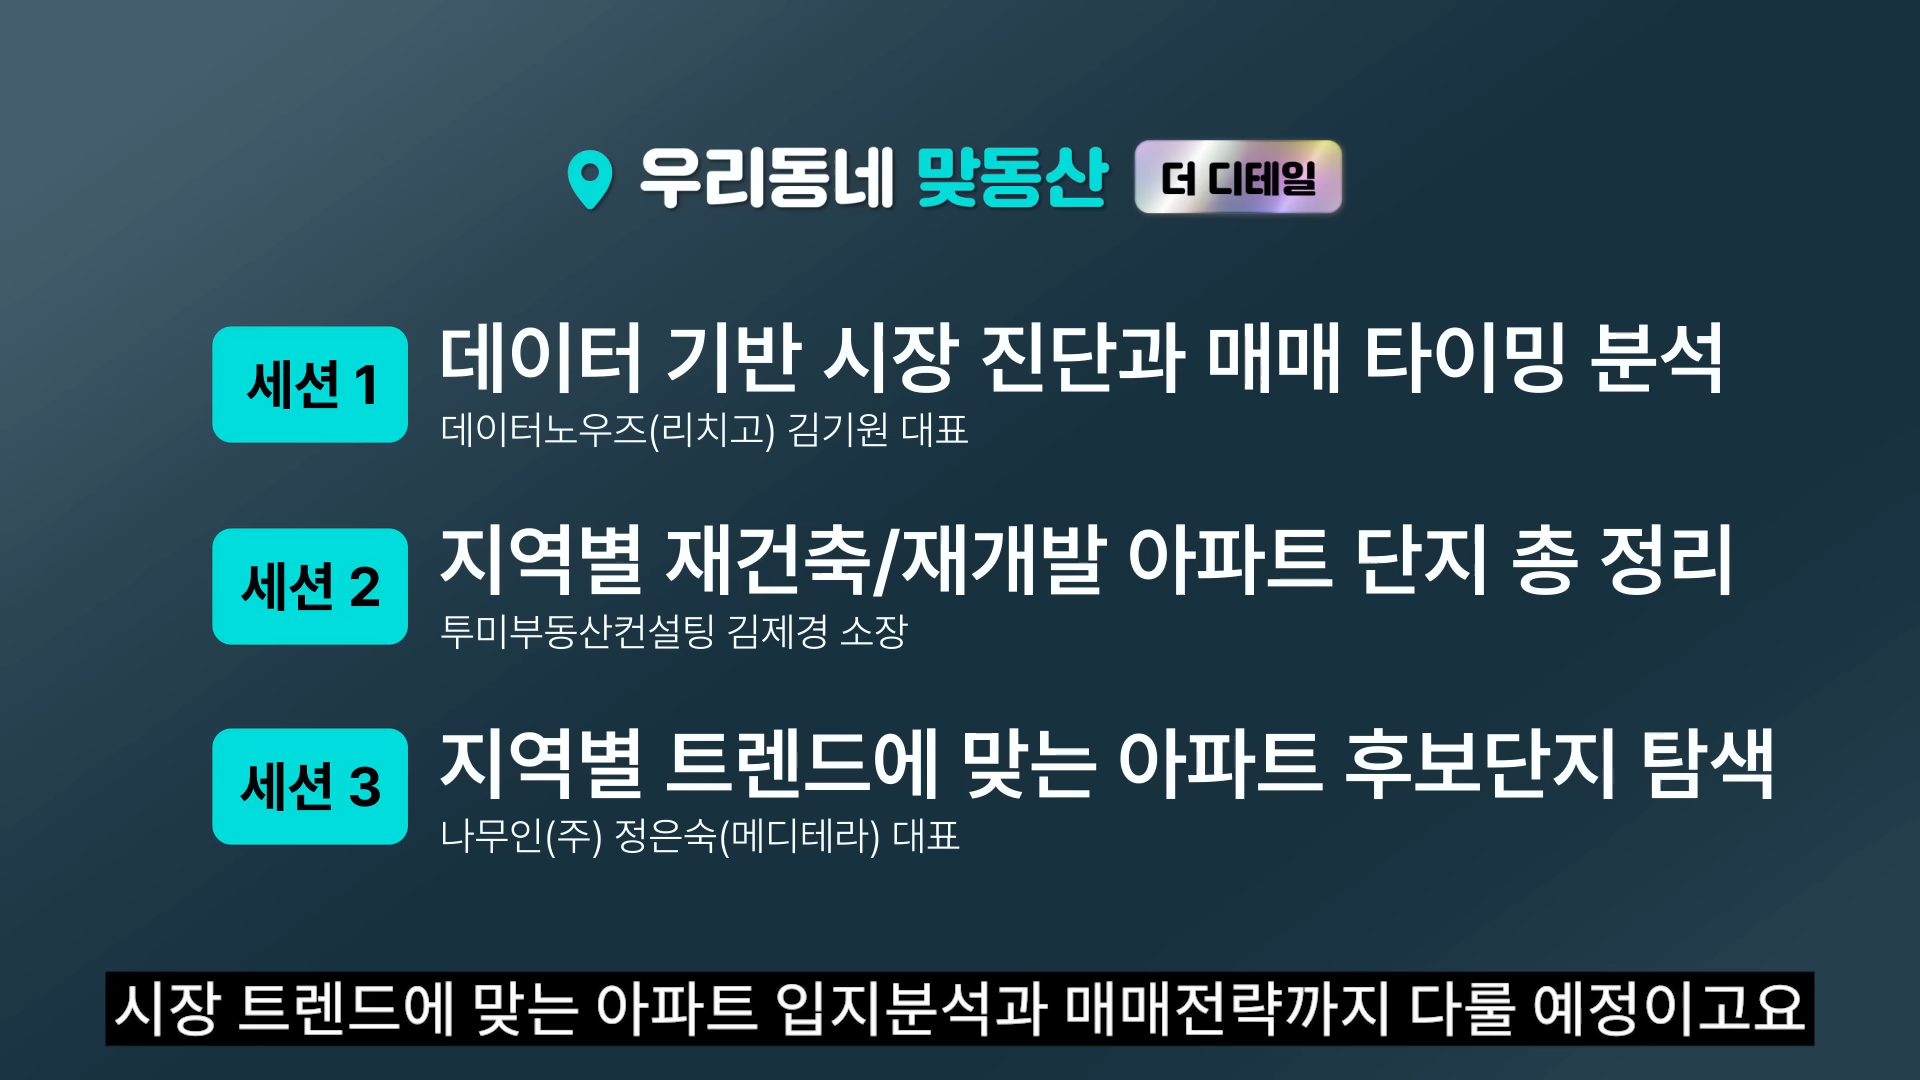 우리동네 맞동산 더 디테일
세션 1
데이터 기반 시장 진단과 매매 타이밍 분석
데이터노우즈(리치고) 김기원 대표
세션 2
지역별 재건축/재개발 아파트 단지 총 정리
투미부동산컨설팅 김제경 소장
세션 3
지역별 트렌드에 맞는 아파트 후보단지 탐색
나무인(주) 정은숙(메디테라) 대표
시장 트렌드에 맞는 아파트 입지분석과 매매전략까지 다룰 예정이고요